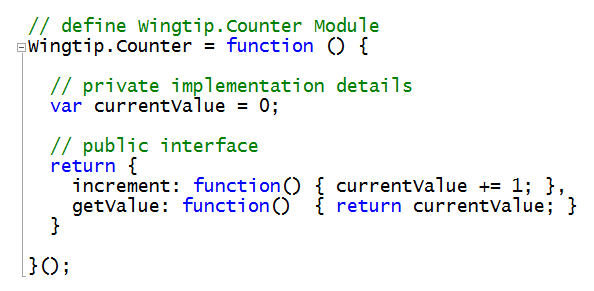 // define Wingtip.Counter Module
Wingtip.Counter = function () {
// private implementation details
var currentValue = 0;
// public interface
return {
increment: function() { currentValue += 1; },
getValue: function()  { return currentValue; }
}
}();